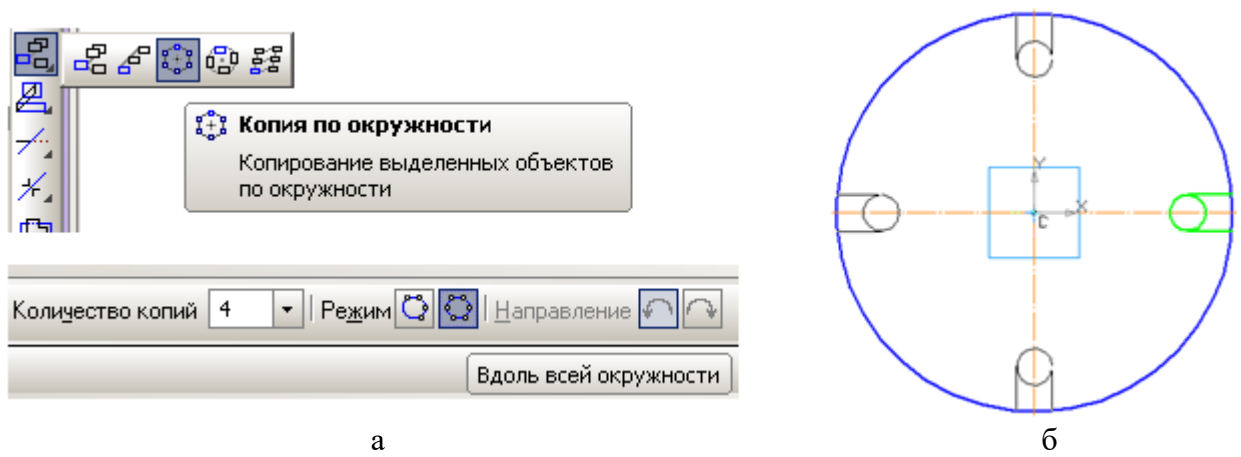 Копия по окружности
Копирование выделенных объектов
по окружности
Количество копий 4 Режим Направление
Вдоль всей окружности
Y
X
C
а б